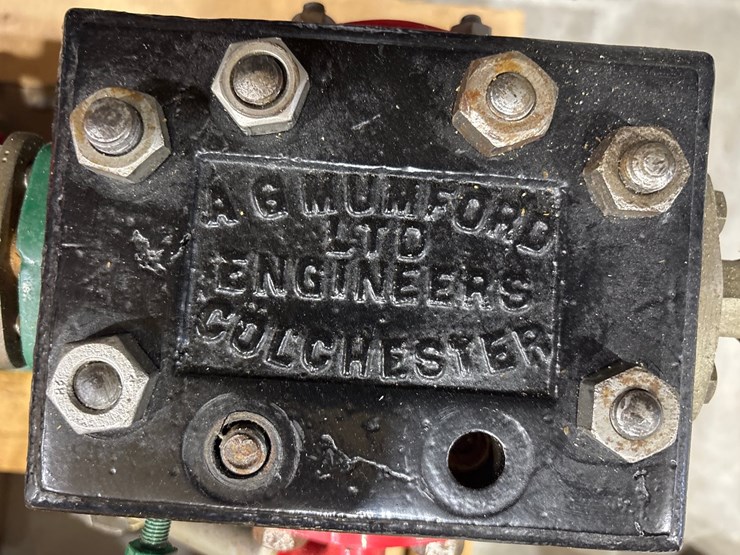 A G MUMFORD
LTD
ENGINEERS
COLCHESTER